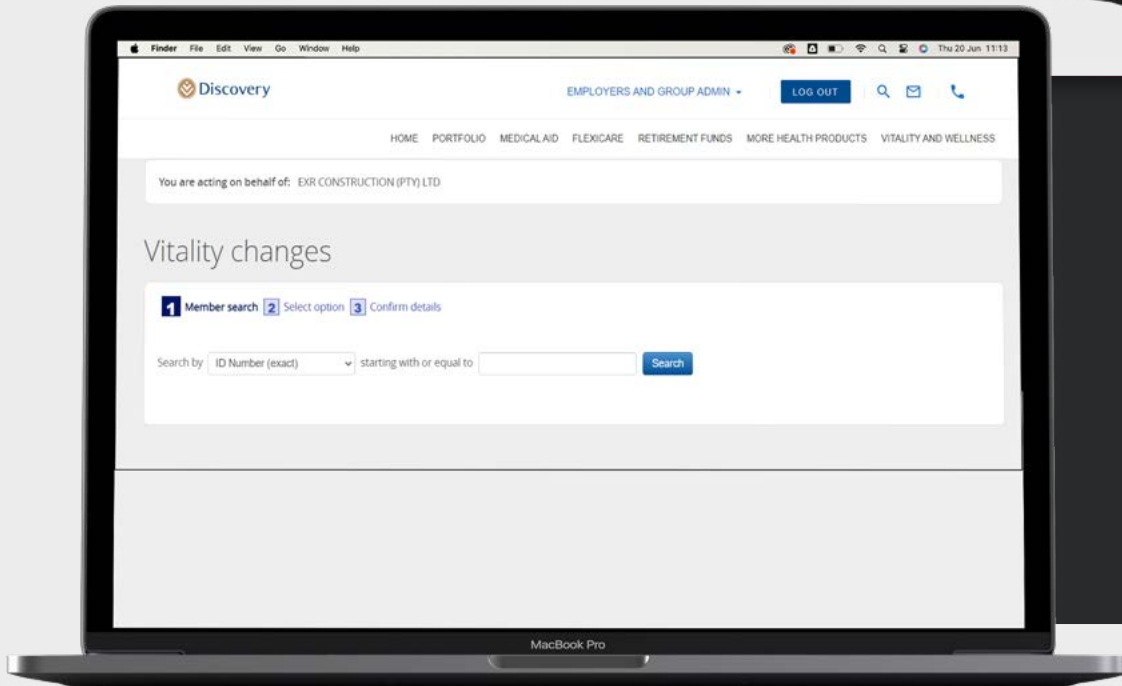 Finder File Edit View Go Window Help Thu 20 Jun 11:13
Discovery EMPLOYERS AND GROUP ADMIN LOG OUT
HOME PORTFOLIO MEDICAL AID FLEXICARE RETIREMENT FUNDS MORE HEALTH PRODUCTS VITALITY AND WELLNESS
You are acting on behalf of: EXR CONSTRUCTION (PTY) LTD
Vitality changes
1 Member search 2 Select option 3 Confirm details
Search by ID Number (exact) starting with or equal to Search
MacBook Pro